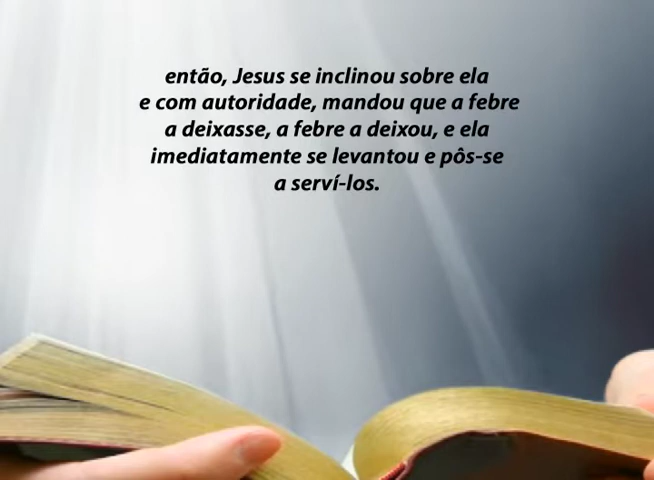 então, Jesus se inclinou sobre ela
e com autoridade, mandou que a febre
a deixasse, a febre a deixou, e ela
imediatamente se levantou e pôs-se
a serví-los.